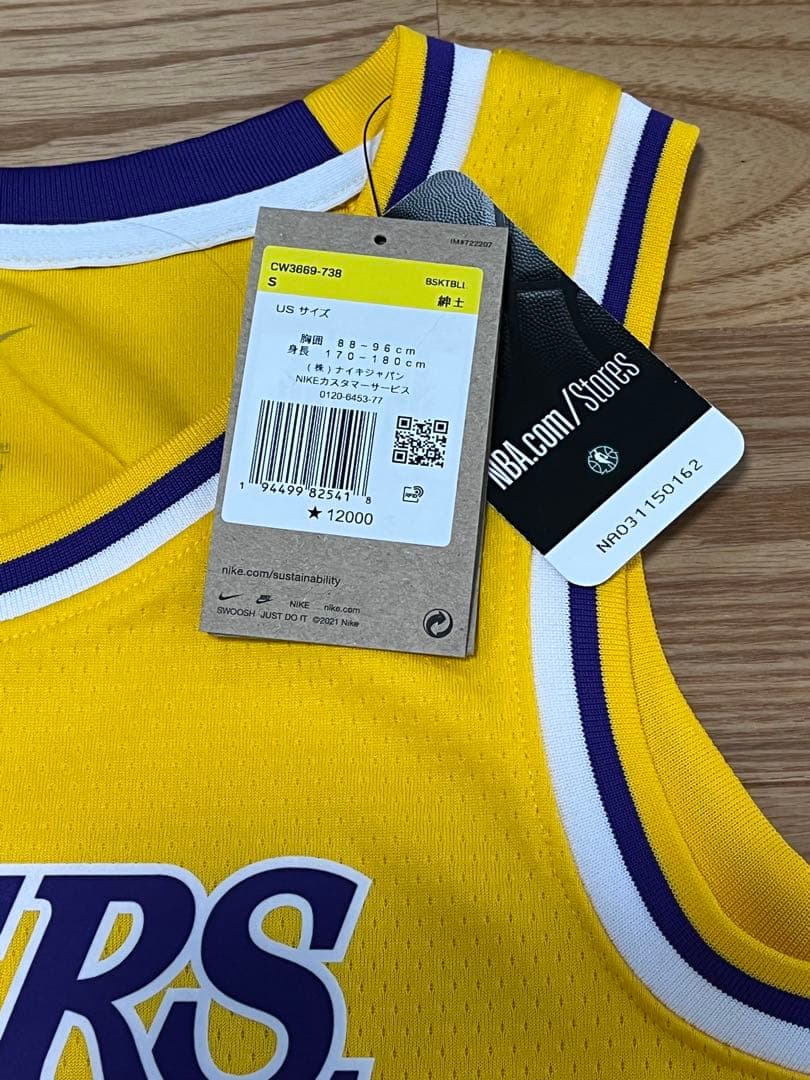 IM#722207
CW3669-738
S
BSKTBLL
紳士
US サイズ
胸囲 88-96cm
身長 170-180cm
(株)ナイキジャパン
NIKEカスタマーサービス
0120-6453-77
1 94499 82541 8
RFID
★12000
nike.com/sustainability
NIKE nike.com
SWOOSH JUST DO IT ©2021 Nike
NBA.com/Stores
NA031150162
ERS